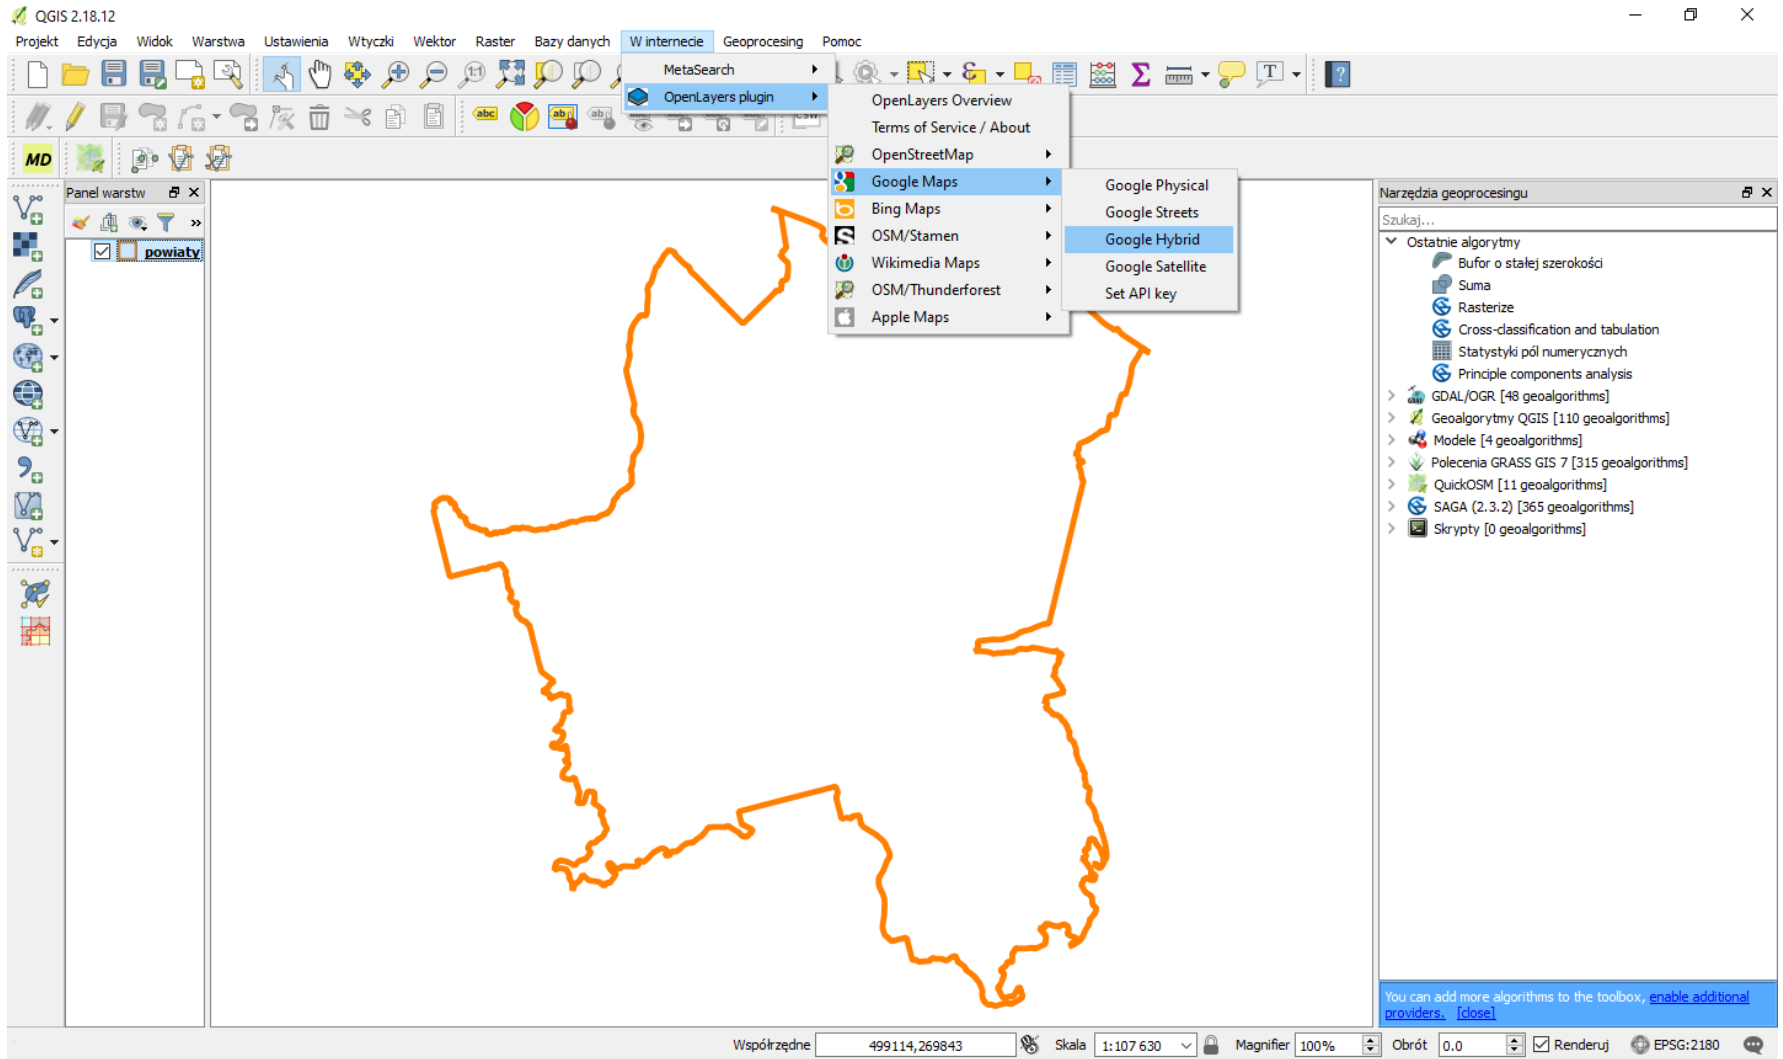 QGIS 2.18.12
Projekt Edycja Widok Warstwa Ustawienia Wtyczki Wektor Raster Bazy danych W internecie Geoprocesing Pomoc
MetaSearch
OpenLayers plugin
OpenLayers Overview
Terms of Service / About
OpenStreetMap
Google Maps
Bing Maps
OSM/Stamen
Wikimedia Maps
OSM/Thunderforest
Apple Maps
Google Physical
Google Streets
Google Hybrid
Google Satellite
Set API key
MD
Panel warstw
powiaty
Narzędzia geoprocesingu
Szukaj...
Ostatnie algorytmy
Bufor o stałej szerokości
Suma
Rasterize
Cross-classification and tabulation
Statystyki pól numerycznych
Principle components analysis
GDAL/OGR [48 geoalgorithms]
Geoalgorytmy QGIS [110 geoalgorithms]
Modele [4 geoalgorithms]
Polecenia GRASS GIS 7 [315 geoalgorithms]
QuickOSM [11 geoalgorithms]
SAGA (2.3.2) [365 geoalgorithms]
Skrypty [0 geoalgorithms]
You can add more algorithms to the toolbox, enable additional
providers. [close]
Współrzędne 499114,269843 Skala 1:107 630 Magnifier 100% Obrót 0.0 Renderuj EPSG:2180